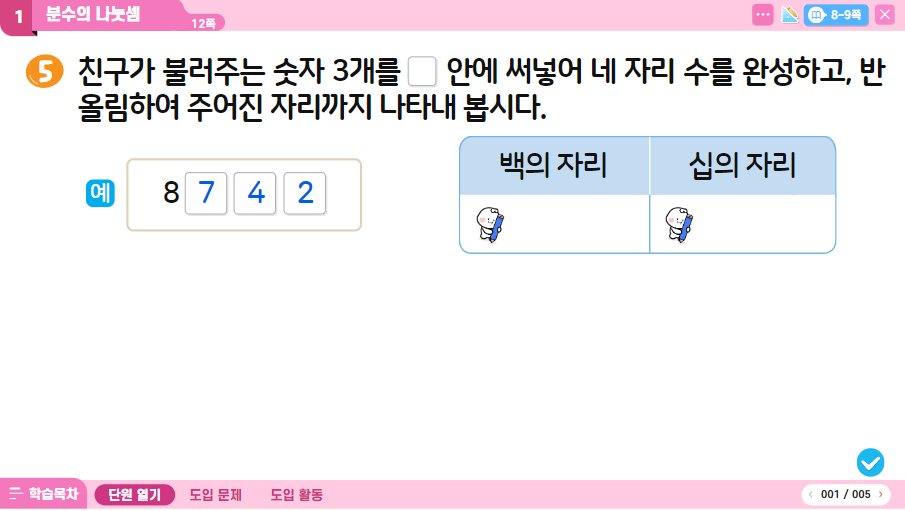 1
분수의 나눗셈
12쪽
8-9쪽
5 친구가 불러주는 숫자 3개를 □ 안에 써넣어 네 자리 수를 완성하고, 반
올림하여 주어진 자리까지 나타내 봅시다.
예 8 7 4 2
백의 자리 십의 자리
학습목차 단원 열기 도입 문제 도입 활동 001 / 005